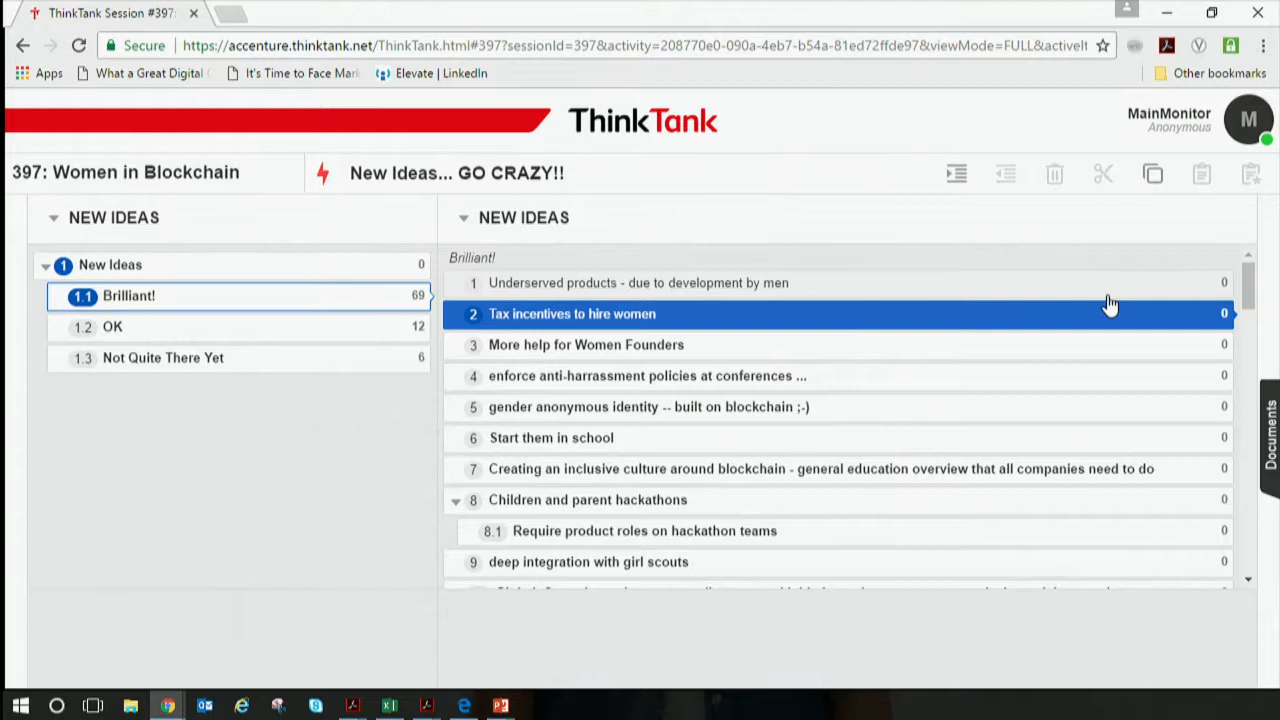 ThinkTank Session #397:
Secure https://accenture.thinktank.net/ThinkTank.html#397?sessionId=397&activity=208770e0-090a-4eb7-b54a-81ed72ffde97&viewMode=FULL&activeIt
Apps What a Great Digital It's Time to Face Mark Elevate | LinkedIn Other bookmarks
ThinkTank
MainMonitor
Anonymous
M
397: Women in Blockchain
New Ideas... GO CRAZY!!
NEW IDEAS
1 New Ideas 0
1.1 Brilliant! 69
1.2 OK 12
1.3 Not Quite There Yet 6
NEW IDEAS
Brilliant!
1 Underserved products - due to development by men 0
2 Tax incentives to hire women 0
3 More help for Women Founders 0
4 enforce anti-harrassment policies at conferences ... 0
5 gender anonymous identity -- built on blockchain ;-) 0
6 Start them in school 0
7 Creating an inclusive culture around blockchain - general education overview that all companies need to do 0
8 Children and parent hackathons 0
8.1 Require product roles on hackathon teams 0
9 deep integration with girl scouts 0
Documents